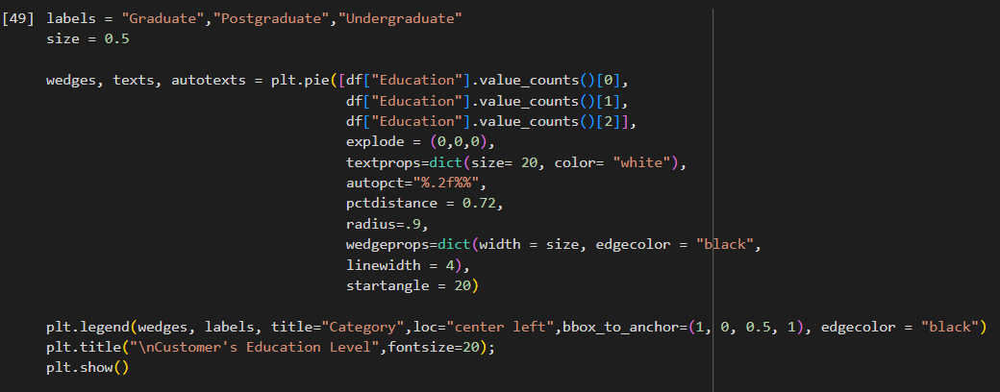 [49] labels = "Graduate","Postgraduate","Undergraduate"
size = 0.5
wedges, texts, autotexts = plt.pie([df["Education"].value_counts()[0],
df["Education"].value_counts()[1],
df["Education"].value_counts()[2]],
explode = (0,0,0),
textprops=dict(size= 20, color= "white"),
autopct="%.2f%%",
pctdistance = 0.72,
radius=.9,
wedgeprops=dict(width = size, edgecolor = "black",
linewidth = 4),
startangle = 20)
plt.legend(wedges, labels, title="Category",loc="center left",bbox_to_anchor=(1, 0, 0.5, 1), edgecolor = "black")
plt.title("\nCustomer's Education Level",fontsize=20);
plt.show()